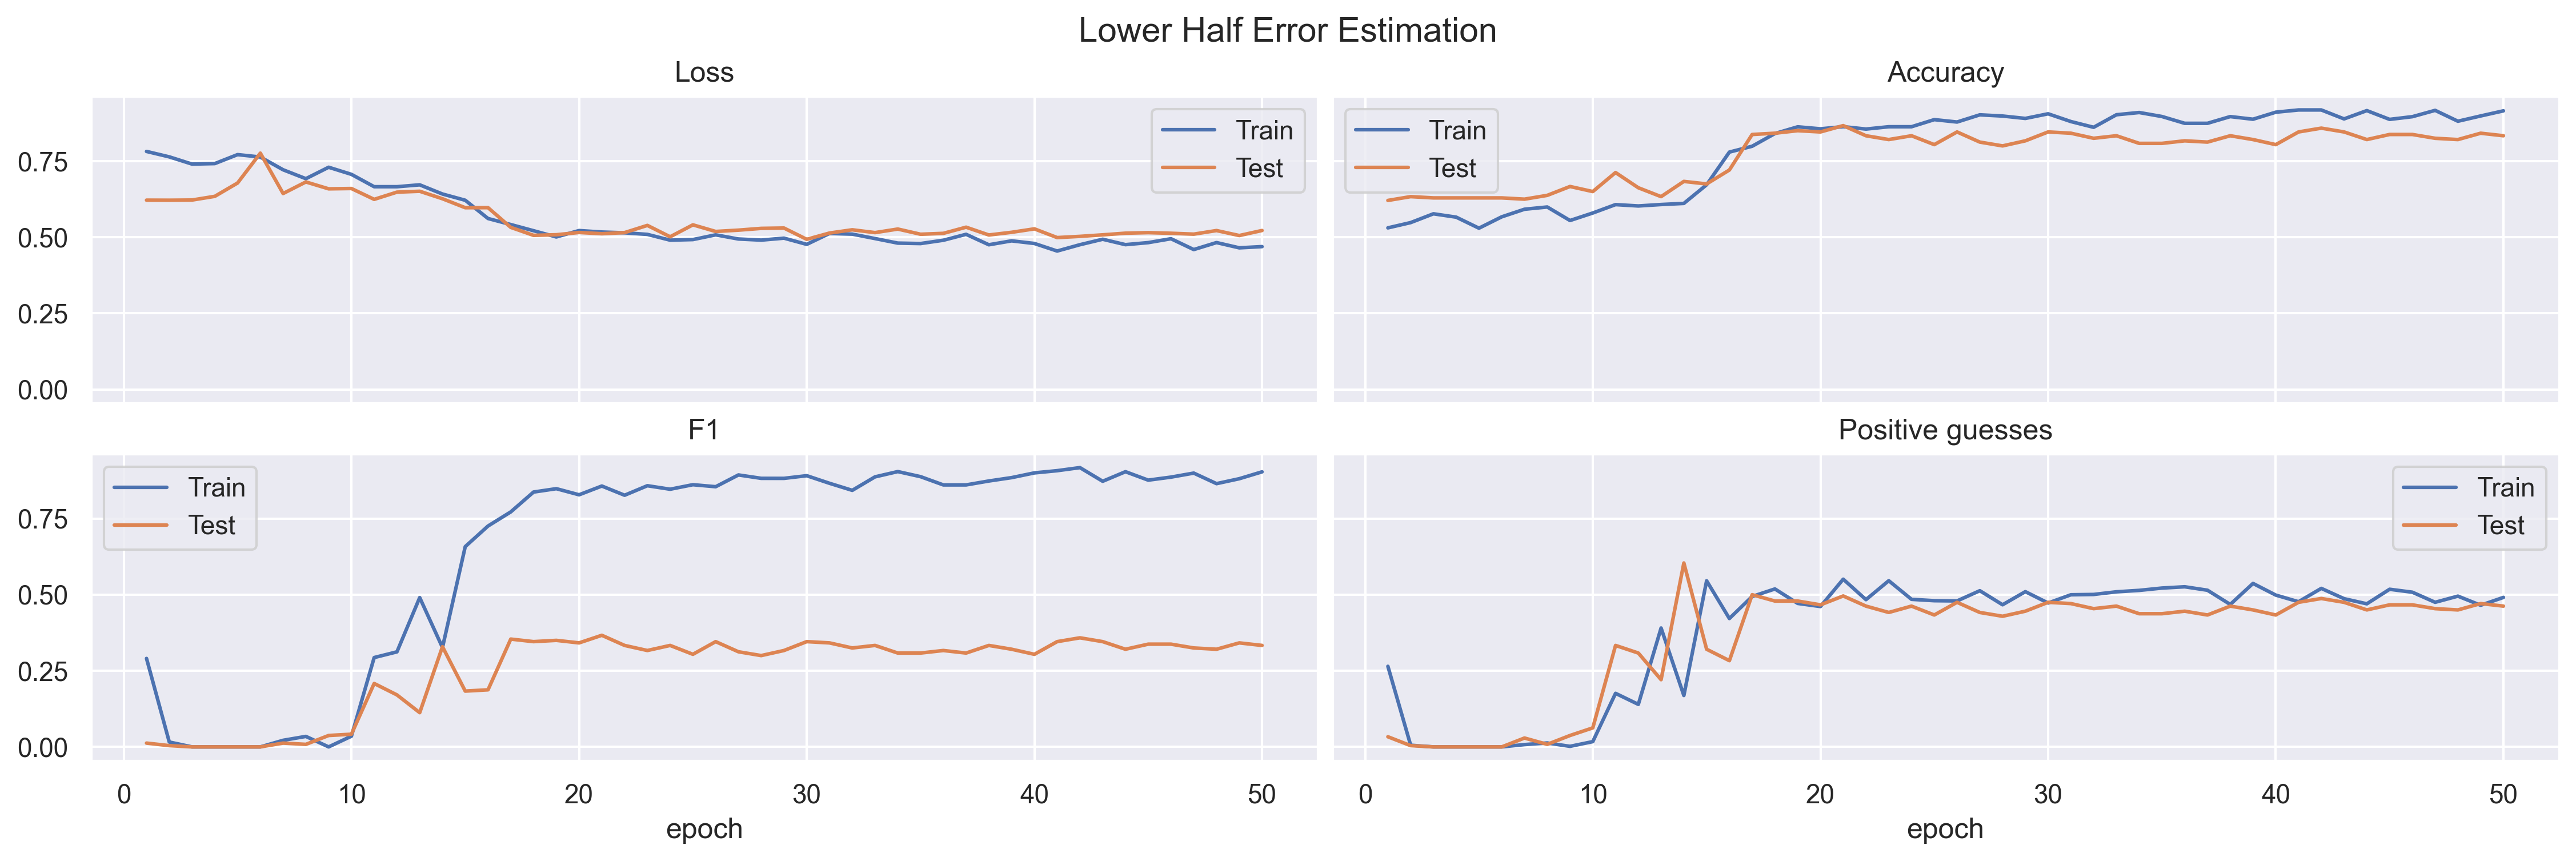 Lower Half Error Estimation
Loss
Accuracy
Train
Test
Train
Test
0.75
0.50
0.25
0.00
F1
Positive guesses
Train
Test
Train
Test
0.75
0.50
0.25
0.00
0 10 20 30 40 50
0 10 20 30 40 50
epoch
epoch